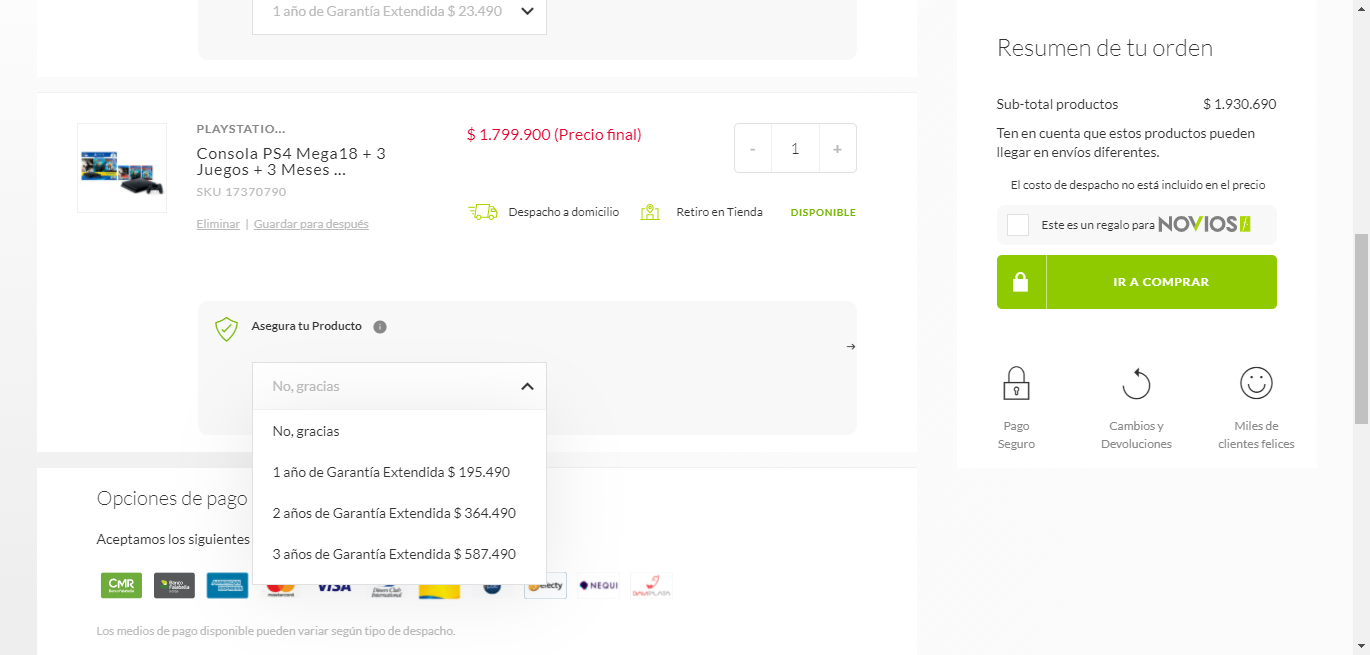 1 año de Garantía Extendida $ 23.490
PLAYSTATIO...
Consola PS4 Mega18 + 3
Juegos + 3 Meses ...
SKU 17370790
Eliminar | Guardar para después
$ 1.799.900 (Precio final)
- 1 +
Despacho a domicilio
Retiro en Tienda
DISPONIBLE
Asegura tu Producto
No, gracias
No, gracias
1 año de Garantía Extendida $ 195.490
2 años de Garantía Extendida $ 364.490
3 años de Garantía Extendida $ 587.490
Opciones de pago
Aceptamos los siguientes
CMR
Banco Falabella
VISA
Diners Club
International
NEQUI
DAVIPLATA
Los medios de pago disponible pueden variar según tipo de despacho.
Resumen de tu orden
Sub-total productos $ 1.930.690
Ten en cuenta que estos productos pueden
llegar en envíos diferentes.
El costo de despacho no está incluido en el precio
Este es un regalo para NOVIOS
IR A COMPRAR
Pago
Seguro
Cambios y
Devoluciones
Miles de
clientes felices